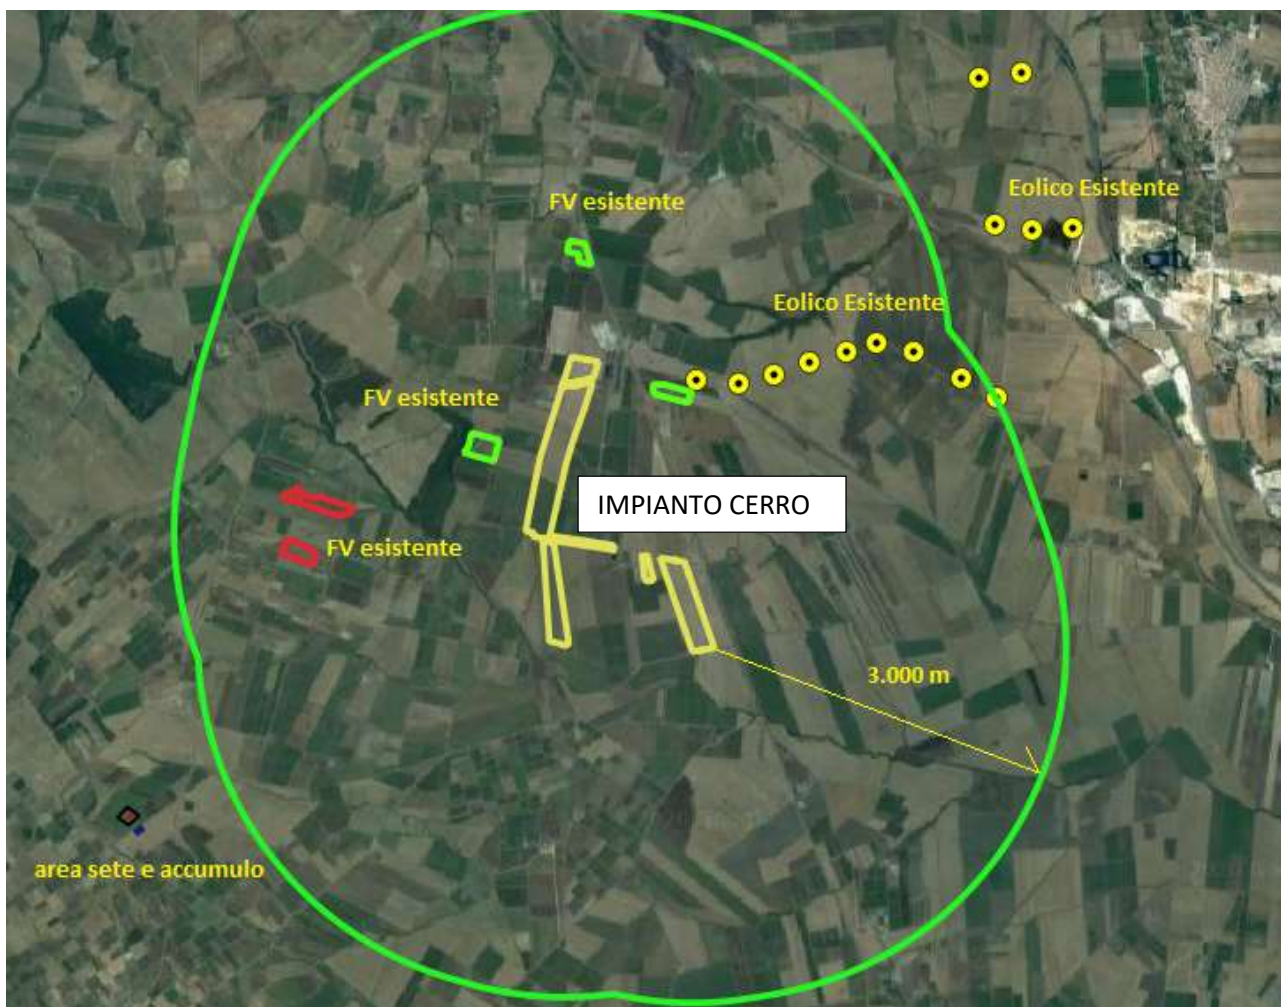 FV esistente
Eolico Esistente
Eolico Esistente
FV esistente
IMPIANTO CERRO
FV esistente
3.000 m
area sete e accumulo